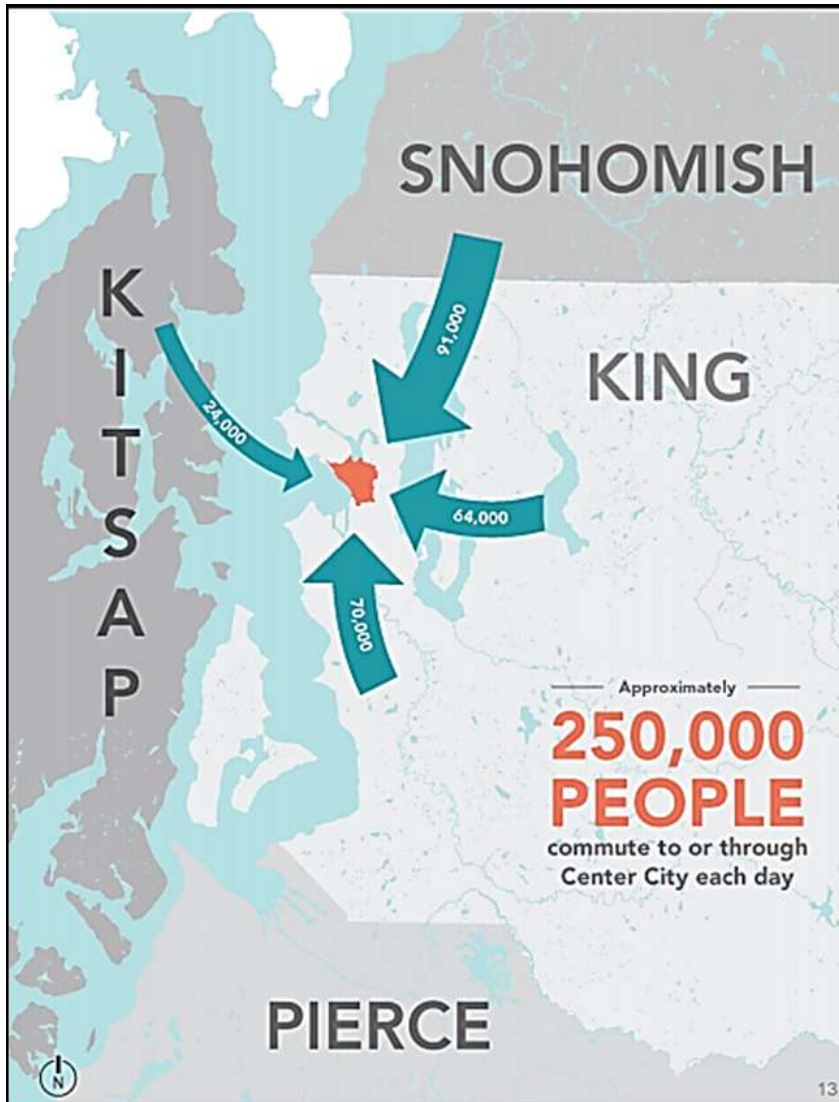 SNOHOMISH
KITSAP
91,000
KING
24,000
64,000
70,000
Approximately
250,000
PEOPLE
commute to or through
Center City each day
PIERCE
N
13